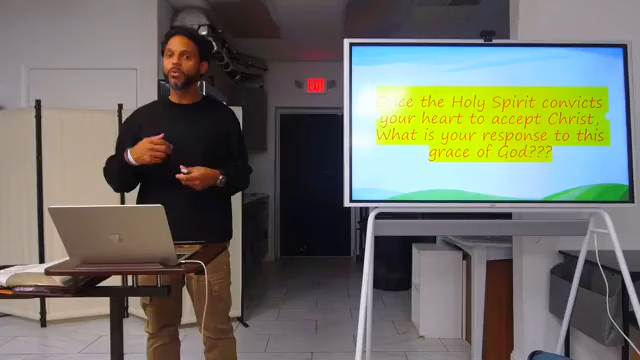 EXIT
Once the Holy Spirit convicts
your heart to accept Christ,
What is your response to this
grace of God???